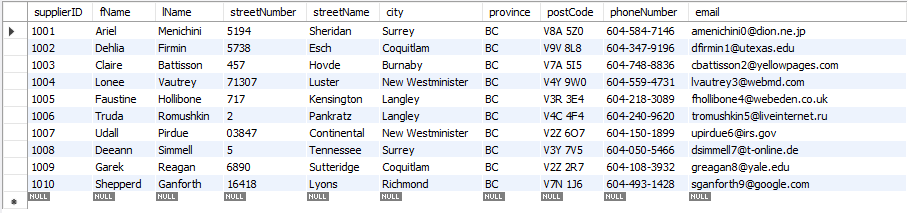 supplierID fName lName streetNumber streetName city province postCode phoneNumber email
1001 Ariel Menichini 5194 Sheridan Surrey BC V8A 5Z0 604-584-7146 amenichini0@dion.ne.jp
1002 Dehlia Firmin 5738 Esch Coquitlam BC V9V 8L8 604-347-9196 dfirmin1@utexas.edu
1003 Claire Battisson 457 Hovde Burnaby BC V7A 5I5 604-748-8836 cbattisson2@yellowpages.com
1004 Lonee Vautrey 71307 Luster New Westminister BC V4Y 9W0 604-559-4731 lvautrey3@webmd.com
1005 Faustine Hollibone 717 Kensington Langley BC V3R 3E4 604-218-3089 fhollibone4@webeden.co.uk
1006 Truda Romushkin 2 Pankratz Langley BC V4C 4F4 604-240-9620 tromushkin5@liveinternet.ru
1007 Udall Pirdue 03847 Continental New Westminister BC V2Z 6O7 604-150-1899 upirdue6@irs.gov
1008 Deeann Simmell 5 Tennessee Surrey BC V3Y 7V5 604-050-5466 dsimmell7@t-online.de
1009 Garek Reagan 6890 Sutteridge Coquitlam BC V2Z 2R7 604-108-3932 greagan8@yale.edu
1010 Shepperd Ganforth 16418 Lyons Richmond BC V7N 1J6 604-493-1428 sganforth9@google.com
NULL NULL NULL NULL NULL NULL NULL NULL NULL NULL